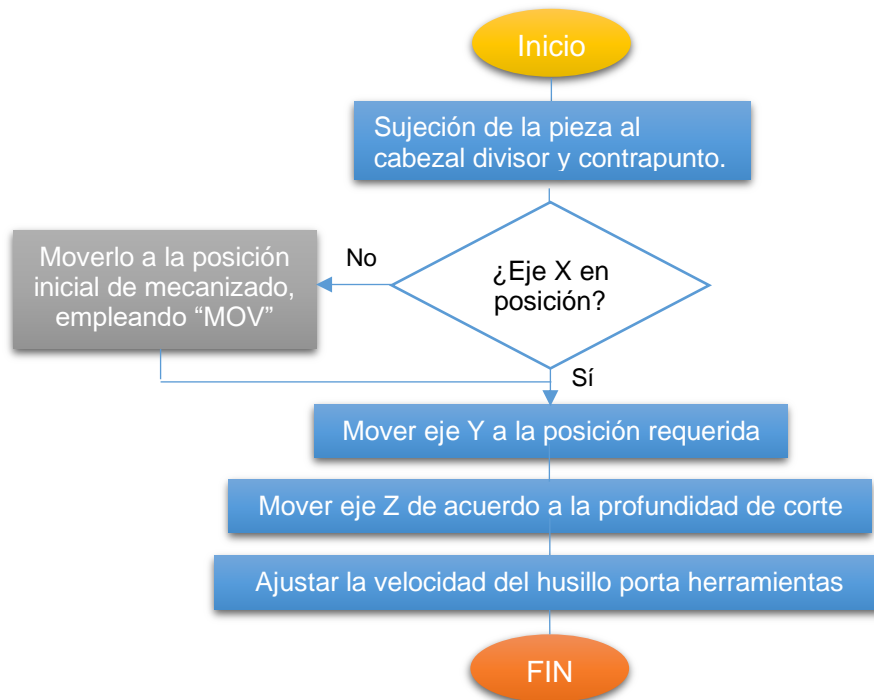 Inicio
Sujeción de la pieza al
cabezal divisor y contrapunto.
¿Eje X en
posición?
No
Moverlo a la posición
inicial de mecanizado,
empleando “MOV”
Sí
Mover eje Y a la posición requerida
Mover eje Z de acuerdo a la profundidad de corte
Ajustar la velocidad del husillo porta herramientas
FIN